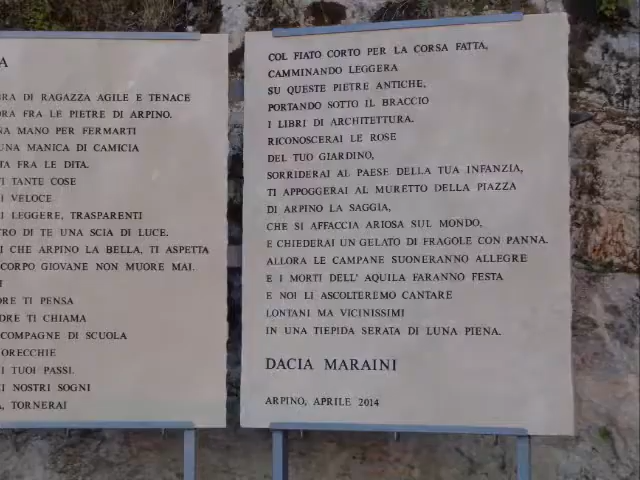 A
RA DI RAGAZZA AGILE E TENACE
ORA FRA LE PIETRE DI ARPINO.
NA MANO PER FERMARTI
UNA MANICA DI CAMICIA
TA FRA LE DITA.
I TANTE COSE
I VELOCE
I LEGGERE, TRASPARENTI
TRO DI TE UNA SCIA DI LUCE.
I CHE ARPINO LA BELLA, TI ASPETTA
CORPO GIOVANE NON MUORE MAI.
I
ORE TI PENSA
ORE TI CHIAMA
COMPAGNE DI SCUOLA
ORECCHIE
I TUOI PASSI.
I NOSTRI SOGNI
A, TORNERAI
COL FIATO CORTO PER LA CORSA FATTA,
CAMMINANDO LEGGERA
SU QUESTE PIETRE ANTICHE,
PORTANDO SOTTO IL BRACCIO
I LIBRI DI ARCHITETTURA.
RICONOSCERAI LE ROSE
DEL TUO GIARDINO,
SORRIDERAI AL PAESE DELLA TUA INFANZIA,
TI APPOGGERAI AL MURETTO DELLA PIAZZA
DI ARPINO LA SAGGIA,
CHE SI AFFACCIA ARIOSA SUL MONDO,
E CHIEDERAI UN GELATO DI FRAGOLE CON PANNA.
ALLORA LE CAMPANE SUONERANNO ALLEGRE
E I MORTI DELL' AQUILA FARANNO FESTA
E NOI LI ASCOLTEREMO CANTARE
LONTANI MA VICINISSIMI
IN UNA TIEPIDA SERATA DI LUNA PIENA.
DACIA MARAINI
ARPINO, APRILE 2014